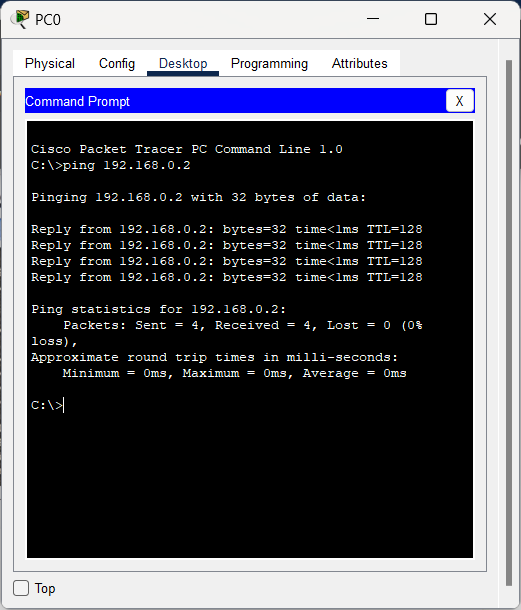 PC0
Physical Config Desktop Programming Attributes
Command Prompt X
Cisco Packet Tracer PC Command Line 1.0
C:\>ping 192.168.0.2
Pinging 192.168.0.2 with 32 bytes of data:
Reply from 192.168.0.2: bytes=32 time<1ms TTL=128
Reply from 192.168.0.2: bytes=32 time<1ms TTL=128
Reply from 192.168.0.2: bytes=32 time<1ms TTL=128
Reply from 192.168.0.2: bytes=32 time<1ms TTL=128
Ping statistics for 192.168.0.2:
Packets: Sent = 4, Received = 4, Lost = 0 (0%
loss),
Approximate round trip times in milli-seconds:
Minimum = 0ms, Maximum = 0ms, Average = 0ms
C:\>
Top